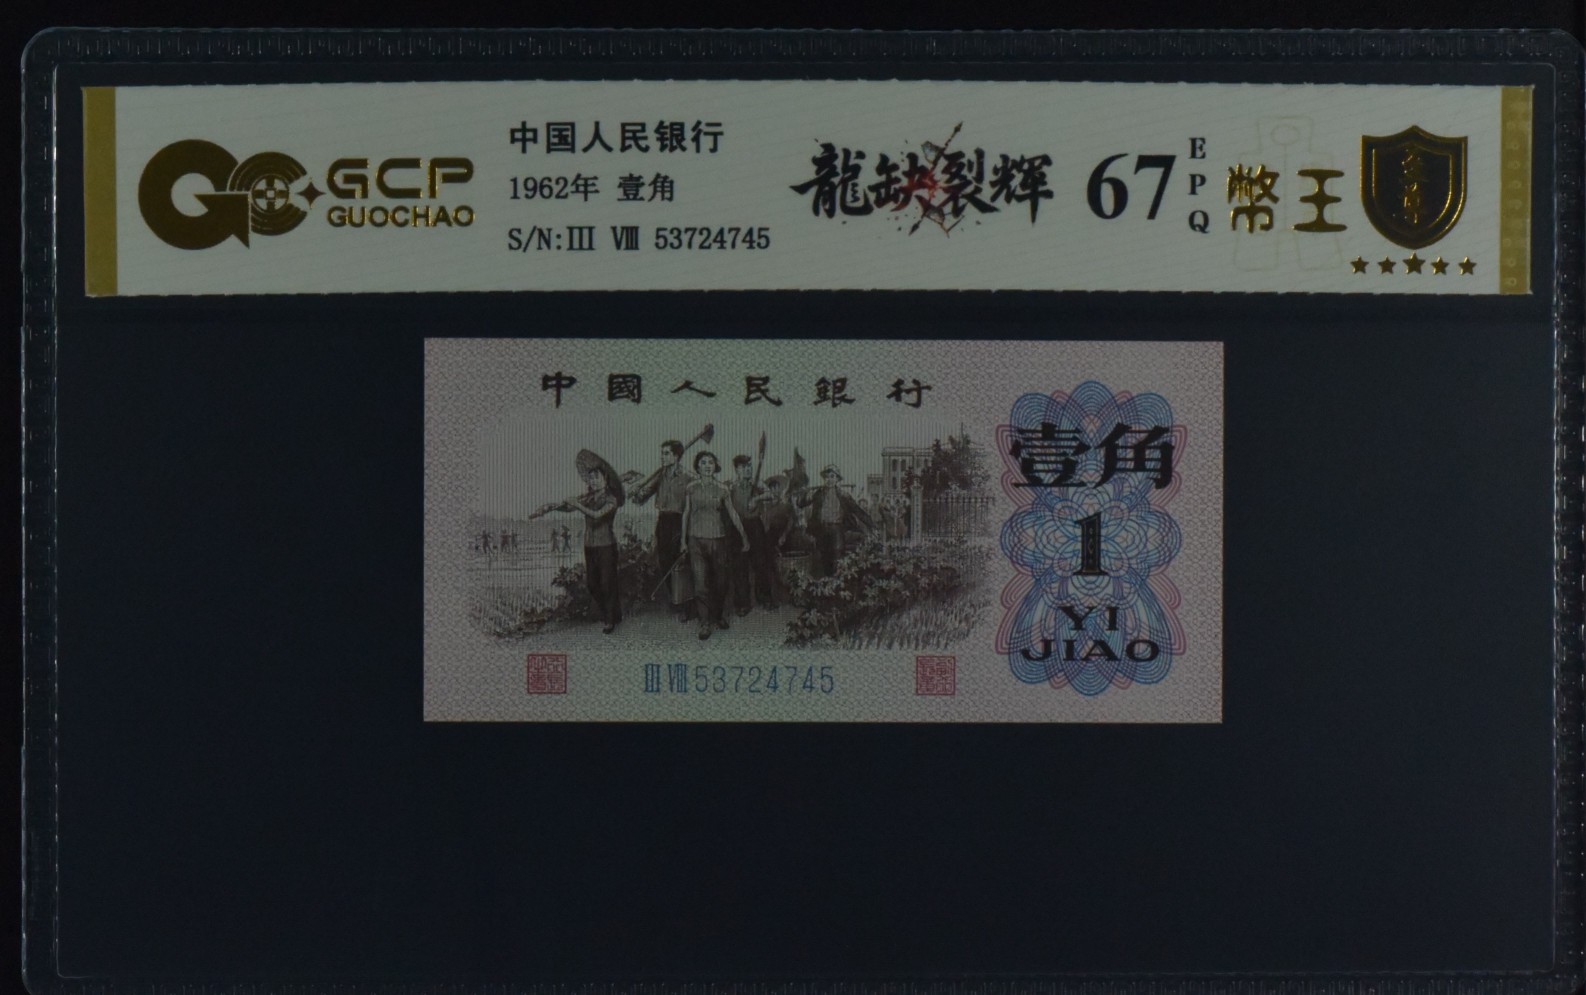 GCP
GUOCHAO
中国人民银行
1962年 壹角
S/N:III VIII 53724745
龍缺裂辉
67
EPQ
幣王
中國人民銀行
壹角
1
YI
JIAO
III VIII 53724745